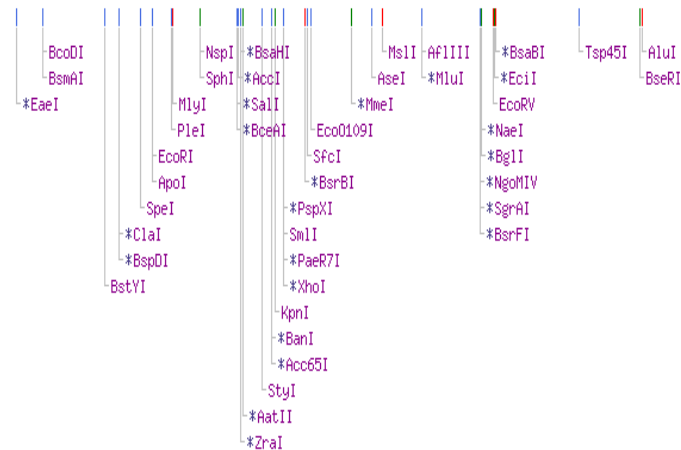 BcoDI NspI *BsaHI MslI AflIII *BsaBI Tsp45I AluI
BsmAI SphI *AccI AseI *MluI *EciI BseRI
*EaeI MlyI *SalI *MmeI EcoRV
PleI *BceAI EcoO109I *NaeI
EcoRI SfcI *BglI
ApoI *BsrBI *NgoMIV
SpeI *PspXI *SgrAI
*ClaI SmlI *BsrFI
*BspDI *PaeR7I
BstYI *XhoI
KpnI
*BanI
*Acc65I
StyI
*AatII
*ZraI